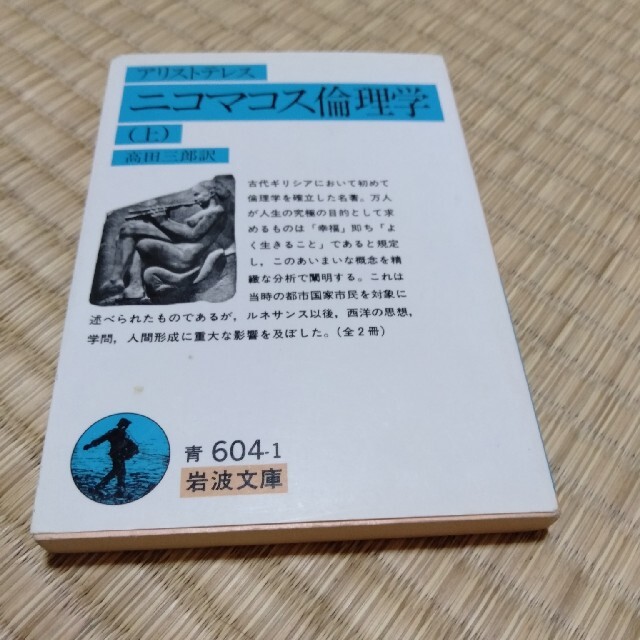 アリストテレス
ニコマコス倫理学
(上)
高田三郎訳
古代ギリシアにおいて初めて
倫理学を確立した名著。万人
が人生の究極の目的として求
めるものは「幸福」即ち「よ
く生きること」であると規定
し，このあいまいな概念を精
緻な分析で闡明する。これは
当時の都市国家市民を対象に
述べられたものであるが，ルネサンス以後，西洋の思想，
学問，人間形成に重大な影響を及ぼした。(全2冊)
青 604-1
岩波文庫